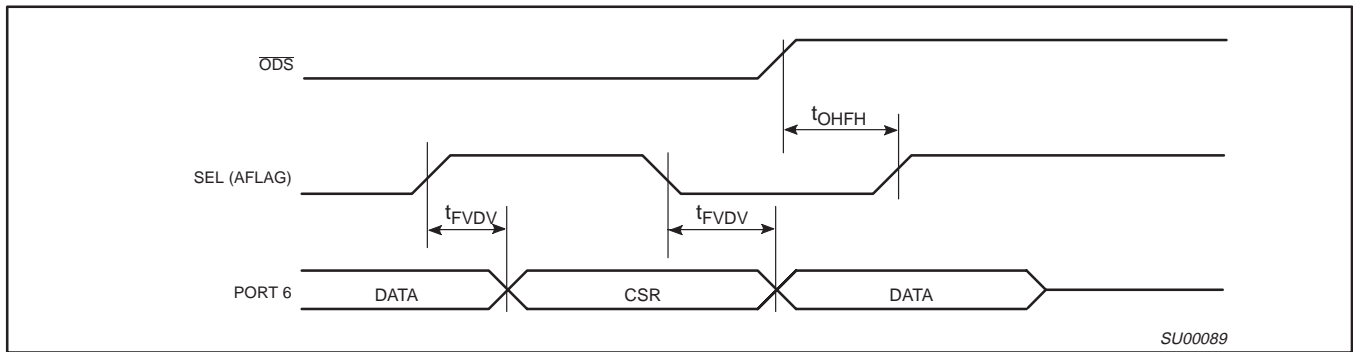 ODS
tOHFH
SEL (AFLAG)
tFVDV tFVDV
PORT 6 DATA CSR DATA
SU00089